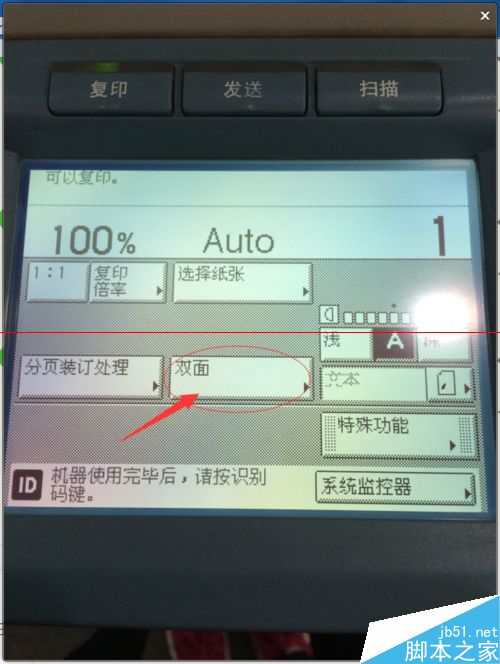 复印 发送 扫描
可以复印。
100% Auto 1
1:1 复印
倍率
选择纸张
浅 A 深
分页装订处理 双面
文本
特殊功能
ID 机器使用完毕后，请按识别
码键。
系统监控器
jb51.net
脚本之家